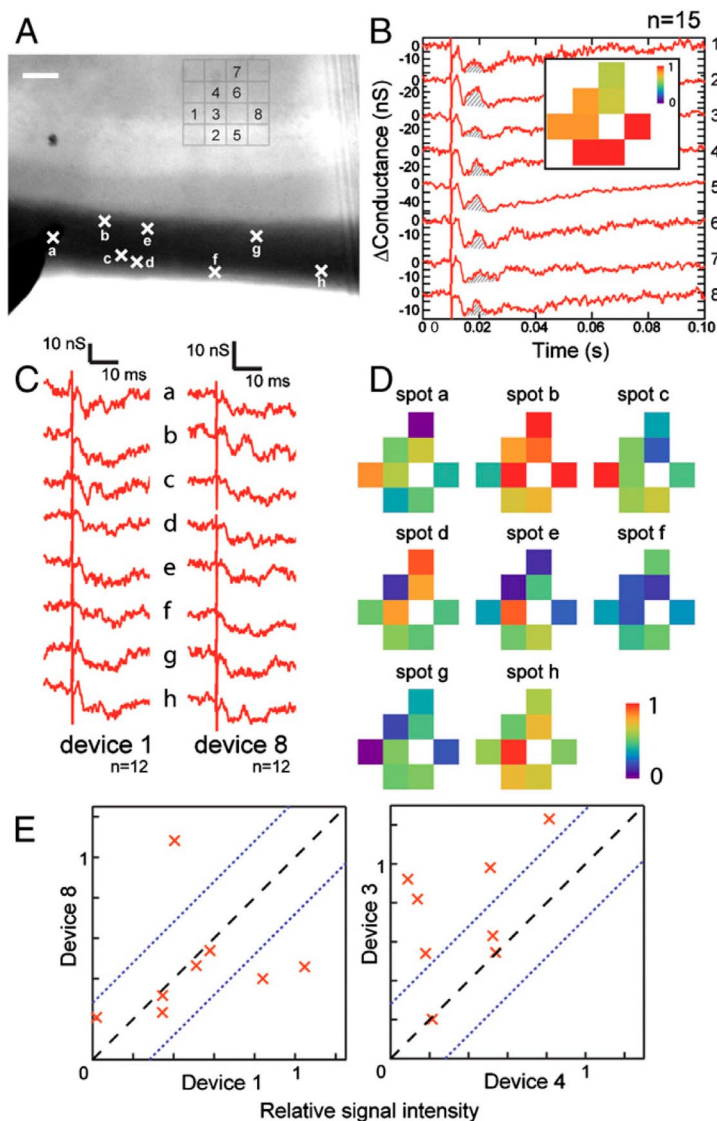 A
7
4 6
1 3 8
2 5
a
b
c
d
e
f
g
h
B
n=15
ΔConductance (nS)
0 1
-10
0 2
-20
0 3
-20
0 4
-20
0 5
-40
0 6
-10
0 7
-20
0 8
-10
1
0
0 0 0.02 0.04 0.06 0.08 0.10
Time (s)
C
10 nS 10 nS
10 ms 10 ms
a
b
c
d
e
f
g
h
device 1 device 8
n=12 n=12
D
spot a spot b spot c
spot d spot e spot f
spot g spot h
1
0
E
Device 8
1
0 1
Device 1
Device 3
1
0 1
Device 4
Relative signal intensity